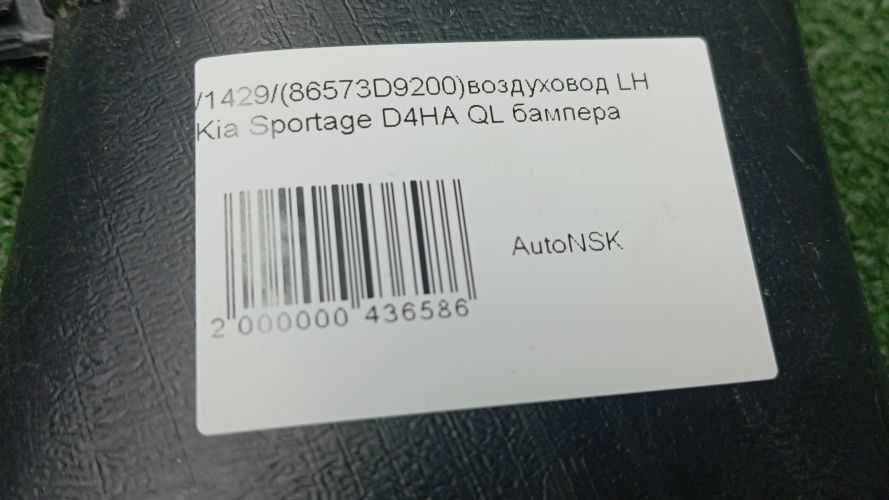 /1429/(86573D9200)воздуховод LH
Kia Sportage D4HA QL бампера
AutoNSK
2 000000 436586